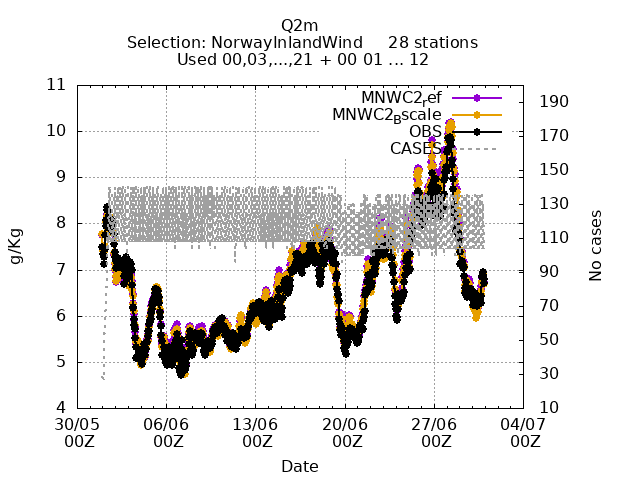 Q2m
Selection: NorwayInlandWind     28 stations
Used 00,03,...,21 + 00 01 ... 12
MNWC2ref
MNWC2Bscale
OBS
CASES
11
10
9
8
7
6
5
4
g/Kg
190
170
150
130
110
90
70
50
30
10
No cases
30/05 06/06 13/06 20/06 27/06 04/07
00Z 00Z 00Z 00Z 00Z 00Z
Date